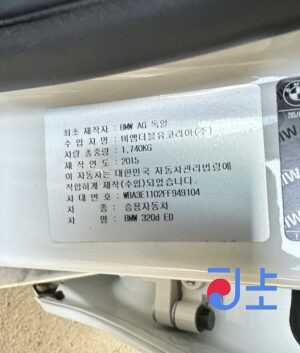 최초 제작자 : BMW AG 독일
수 입 자 명 : 비엠더블유코리아(주)
차량 총중량 : 1,740KG
제 작 연 도 : 2015
이 자동차는 대한민국 자동차관리법령에
적합하게 제작(수입)되었습니다.
차 대 번 호 : WBA3E1102FF949104
차 종 : 승용자동차
차 명 : BMW 320d ED
BMW